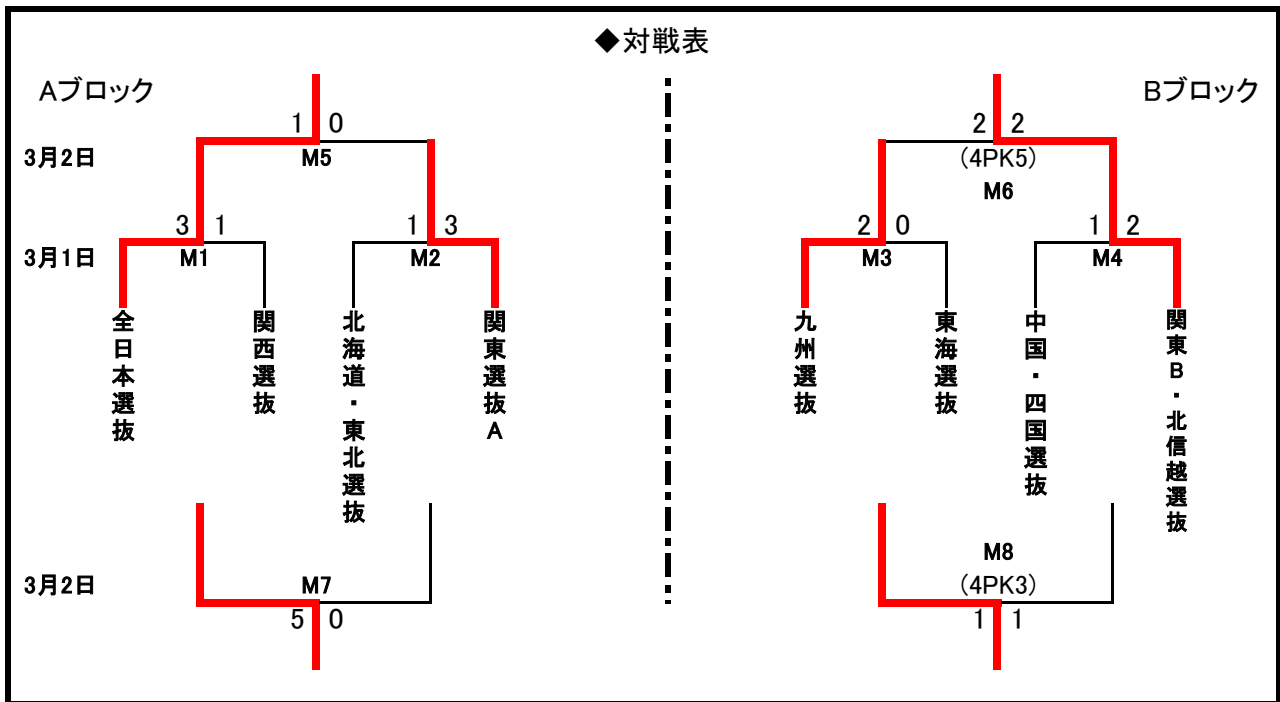 ◆対戦表
Aブロック
Bブロック
1 0
2 2
3月2日
M5
(4PK5)
M6
3 1
1 3
2 0
1 2
3月1日
M1
M2
M3
M4
全日本選抜
関西選抜
北海道・東北選抜
関東選抜A
九州選抜
東海選抜
中国・四国選抜
関東B・北信越選抜
M8
3月2日
M7
(4PK3)
5 0
1 1